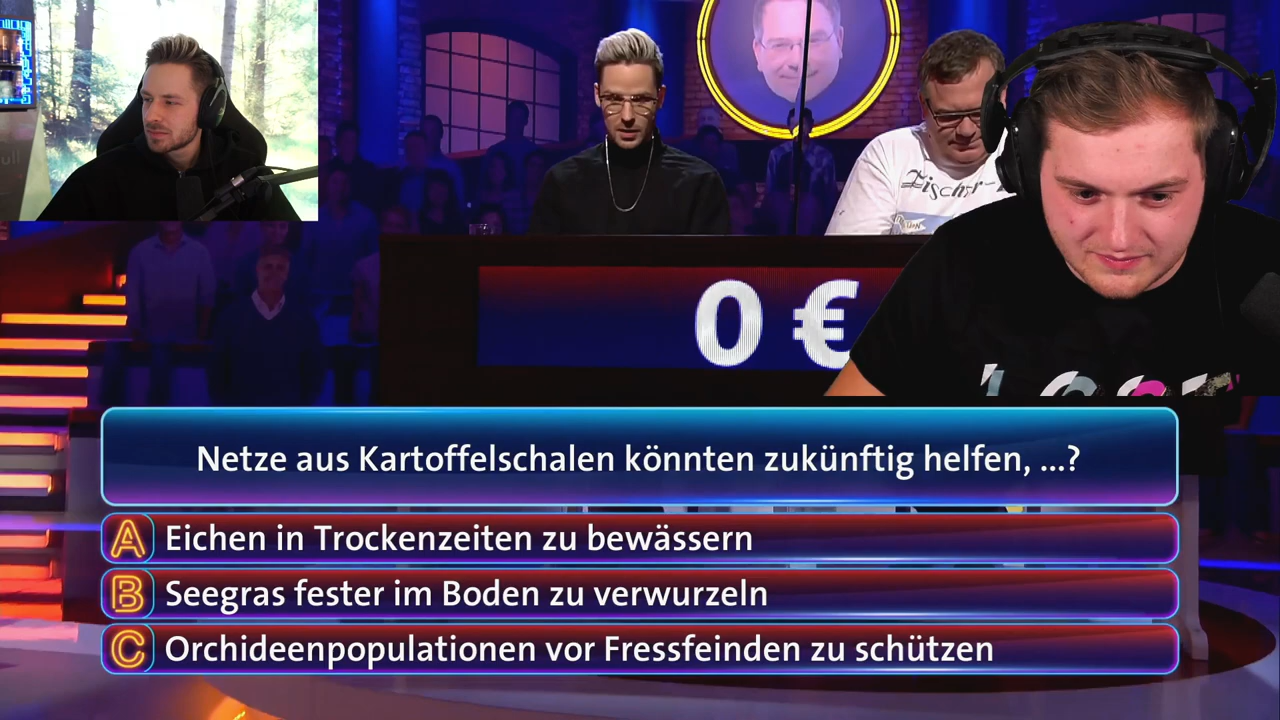 0 €
Netze aus Kartoffelschalen könnten zukünftig helfen, ...?
A Eichen in Trockenzeiten zu bewässern
B Seegras fester im Boden zu verwurzeln
C Orchideenpopulationen vor Fressfeinden zu schützen